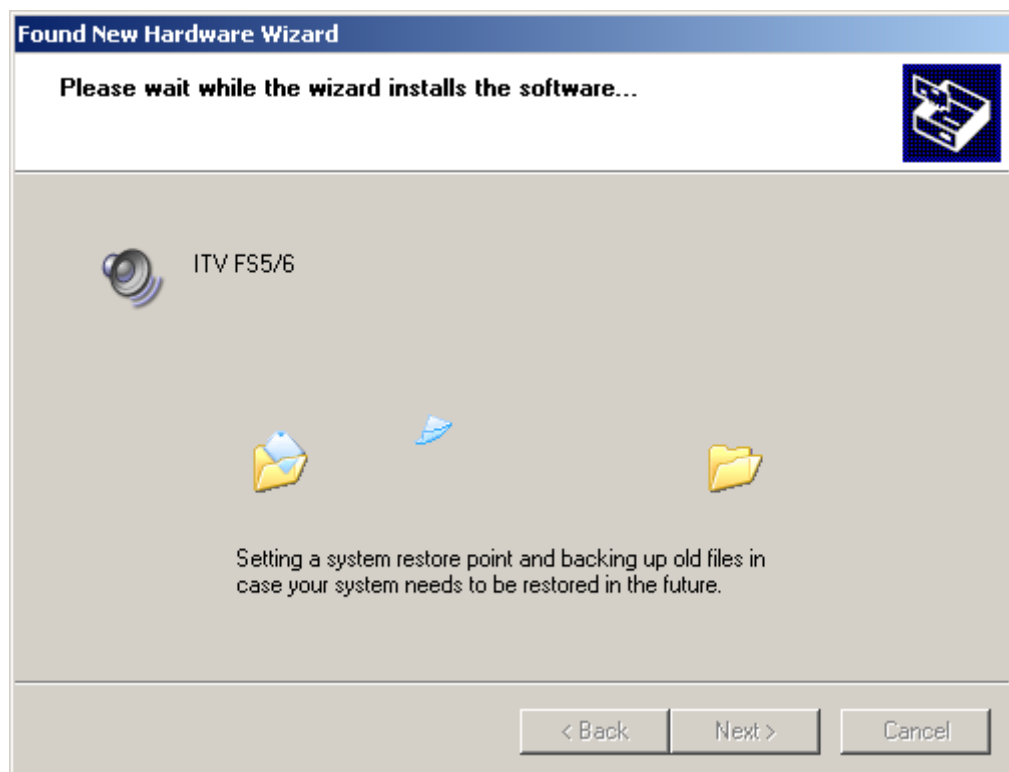 Found New Hardware Wizard
Please wait while the wizard installs the software...
ITV FS5/6
Setting a system restore point and backing up old files in
case your system needs to be restored in the future.
< Back
Next >
Cancel